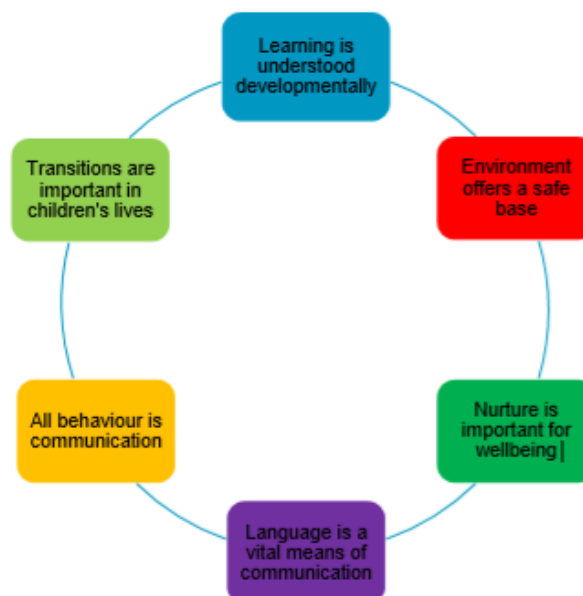 Learning is
understood
developmentally
Environment
offers a safe
base
Nurture is
important for
wellbeing
Language is a
vital means of
communication
All behaviour is
communication
Transitions are
important in
children's lives